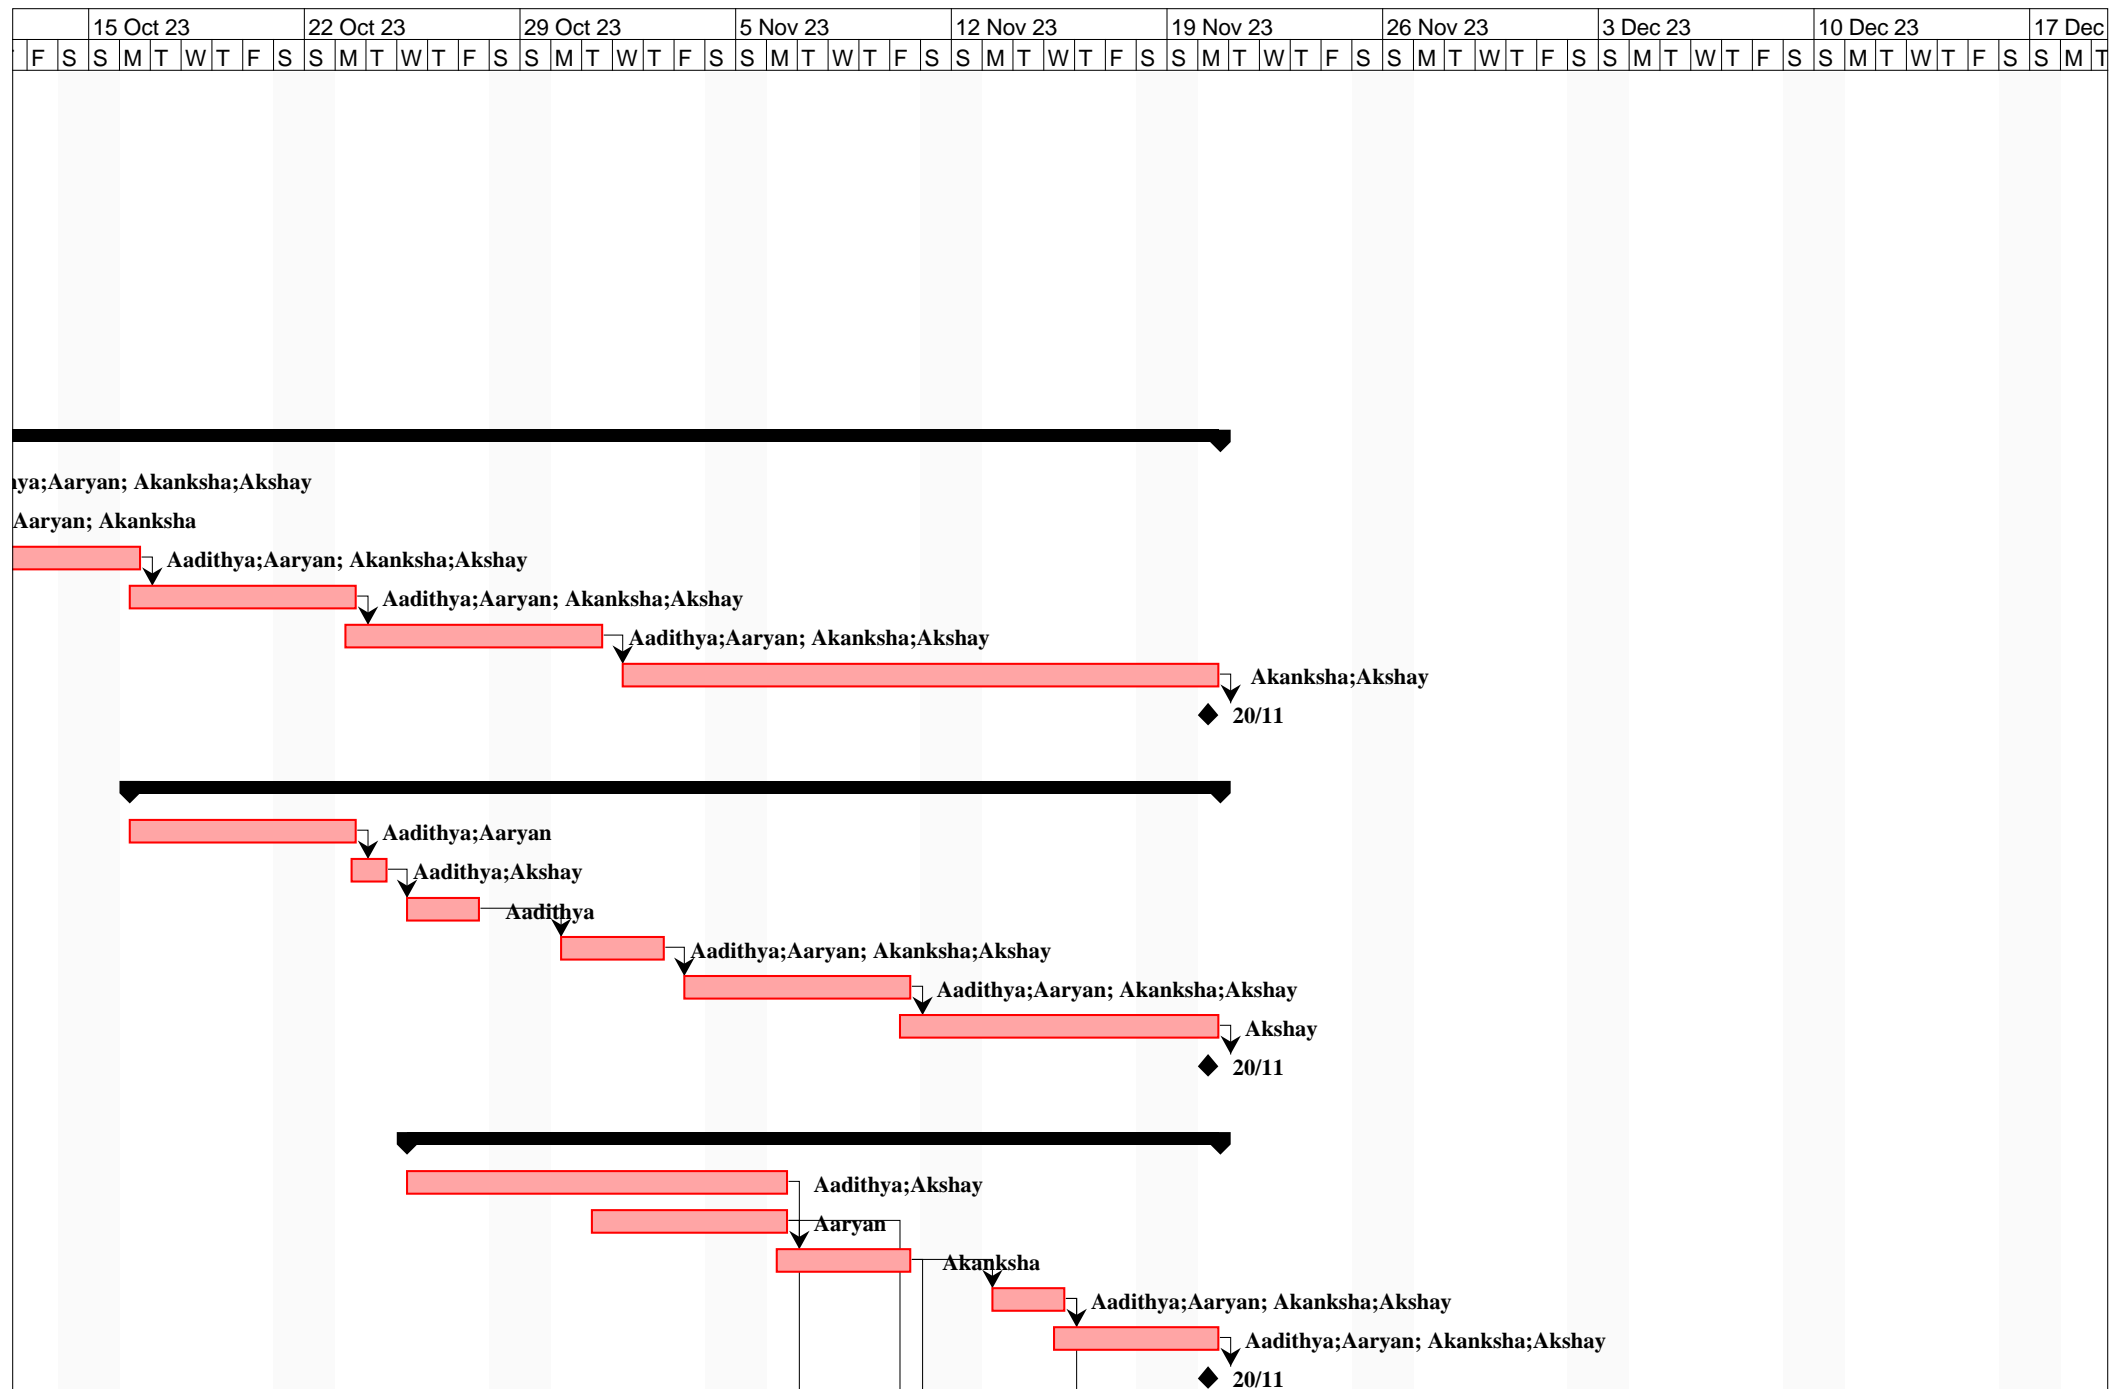 15 Oct 23 22 Oct 23 29 Oct 23 5 Nov 23 12 Nov 23 19 Nov 23 26 Nov 23 3 Dec 23 10 Dec 23 17 Dec
F S S M T W T F S S M T W T F S S M T W T F S S M T W T F S S M T W T F S S M T W T F S S M T W T F S S M T W T F S S M T W T F S S M T
ya;Aaryan; Akanksha;Akshay
Aaryan; Akanksha
Aadithya;Aaryan; Akanksha;Akshay
Aadithya;Aaryan; Akanksha;Akshay
Aadithya;Aaryan; Akanksha;Akshay
Akanksha;Akshay
20/11
Aadithya;Aaryan
Aadithya;Akshay
Aadithya
Aadithya;Aaryan; Akanksha;Akshay
Aadithya;Aaryan; Akanksha;Akshay
Akshay
20/11
Aadithya;Akshay
Aaryan
Akanksha
Aadithya;Aaryan; Akanksha;Akshay
Aadithya;Aaryan; Akanksha;Akshay
20/11